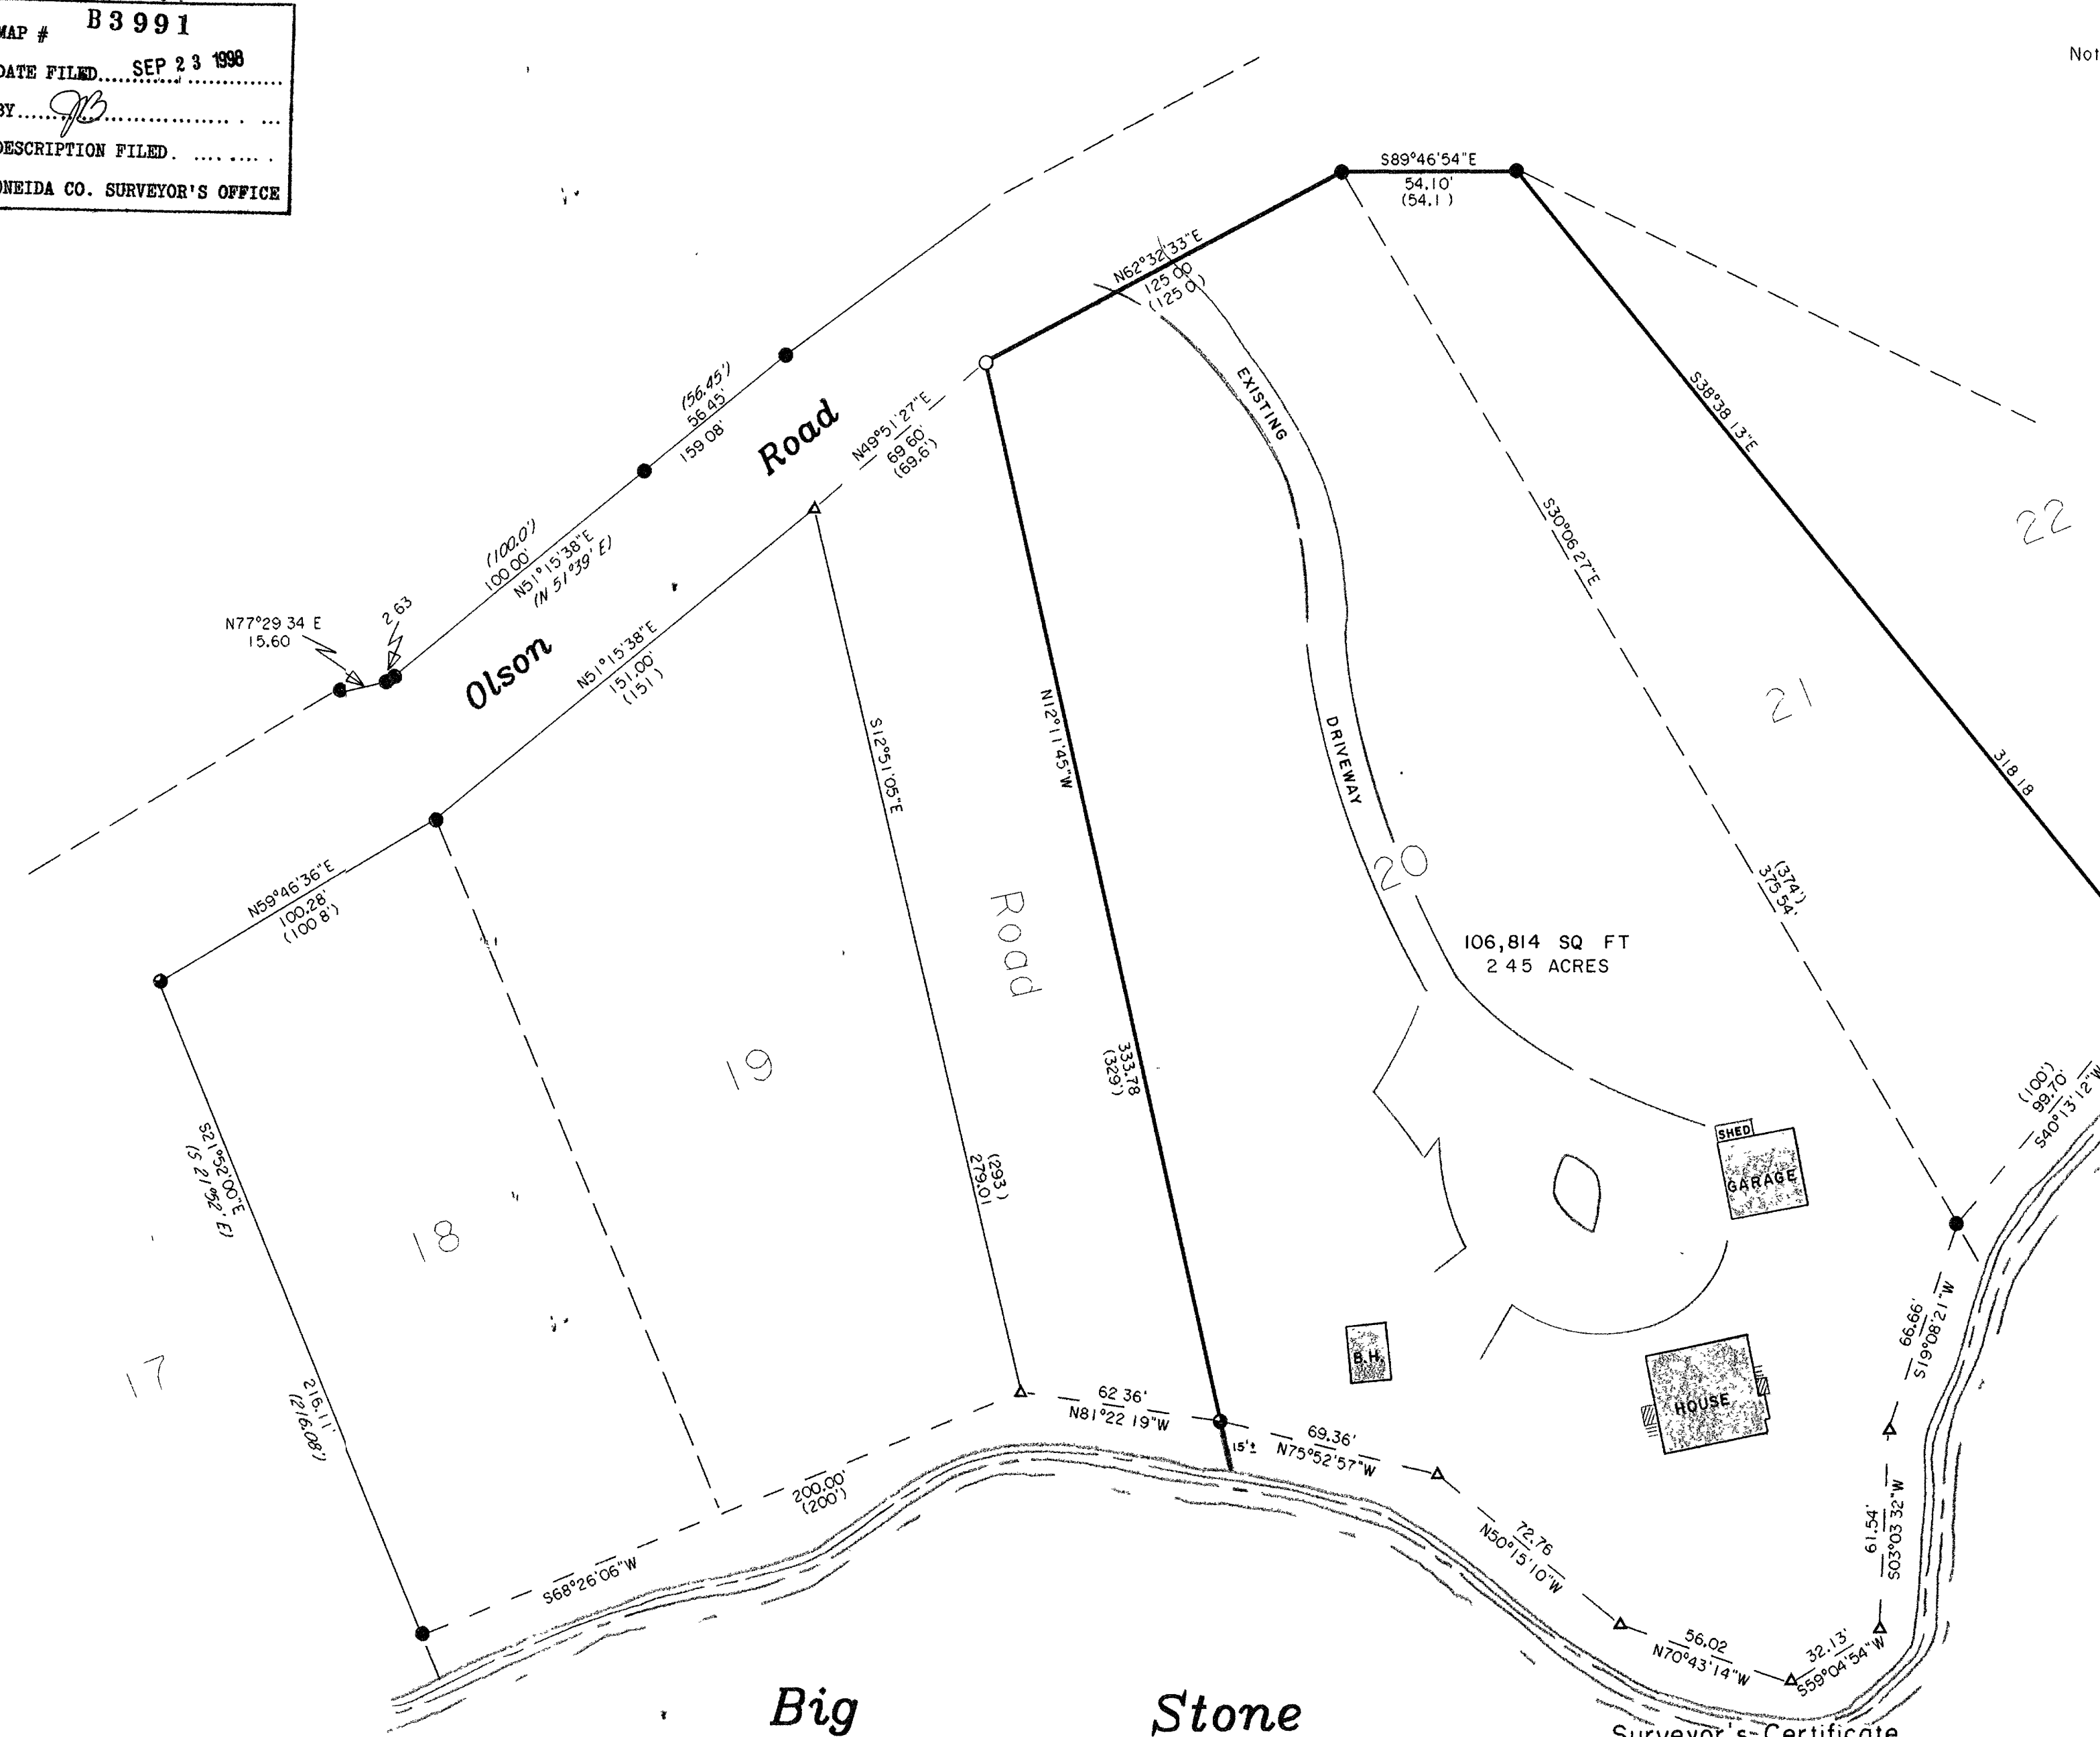 MAP # B3991
DATE FILED SEP 23 1998
BY JB
DESCRIPTION FILED.
ONEIDA CO. SURVEYOR'S OFFICE
Not
S89°46'54"E
54.10'
(54.1 )
N62°32'33"E
125 00
(125 0')
(56.45')
56 45'
159 08'
Road
N49°51'27"E
69 60'
(69.6')
EXISTING
S38°38 13"E
318 18
22
(100.0')
100 00'
N51°15'38"E
(N 51°39' E)
S30°06 27"E
(374')
375 54'
N77°29 34 E
15.60
2 63
Olson
N51°15'38"E
151.00'
(151 )
S12°51'05"E
(293 )
279.01
N12°11'45"W
333.78
(329')
DRIVEWAY
21
20
106,814 SQ FT
2 45 ACRES
N59°46'36"E
100.28'
(100 8')
Road
19
18
17
S21°52'00"E
(S 21°52' E)
216.11'
(216.08')
SHED
GARAGE
(100')
99.70'
S40°13'12"W
B.H.
HOUSE
66.66'
S19°08'21"W
62 36'
N81°22 19"W
15'±
69.36'
N75°52'57"W
200.00'
(200')
S68°26'06"W
72.76
N50°15'10"W
61.54'
S03°03 32"W
56.02
N70°43'14"W
32.13'
S59°04'54"W
Big Stone
Surveyor's Certificate